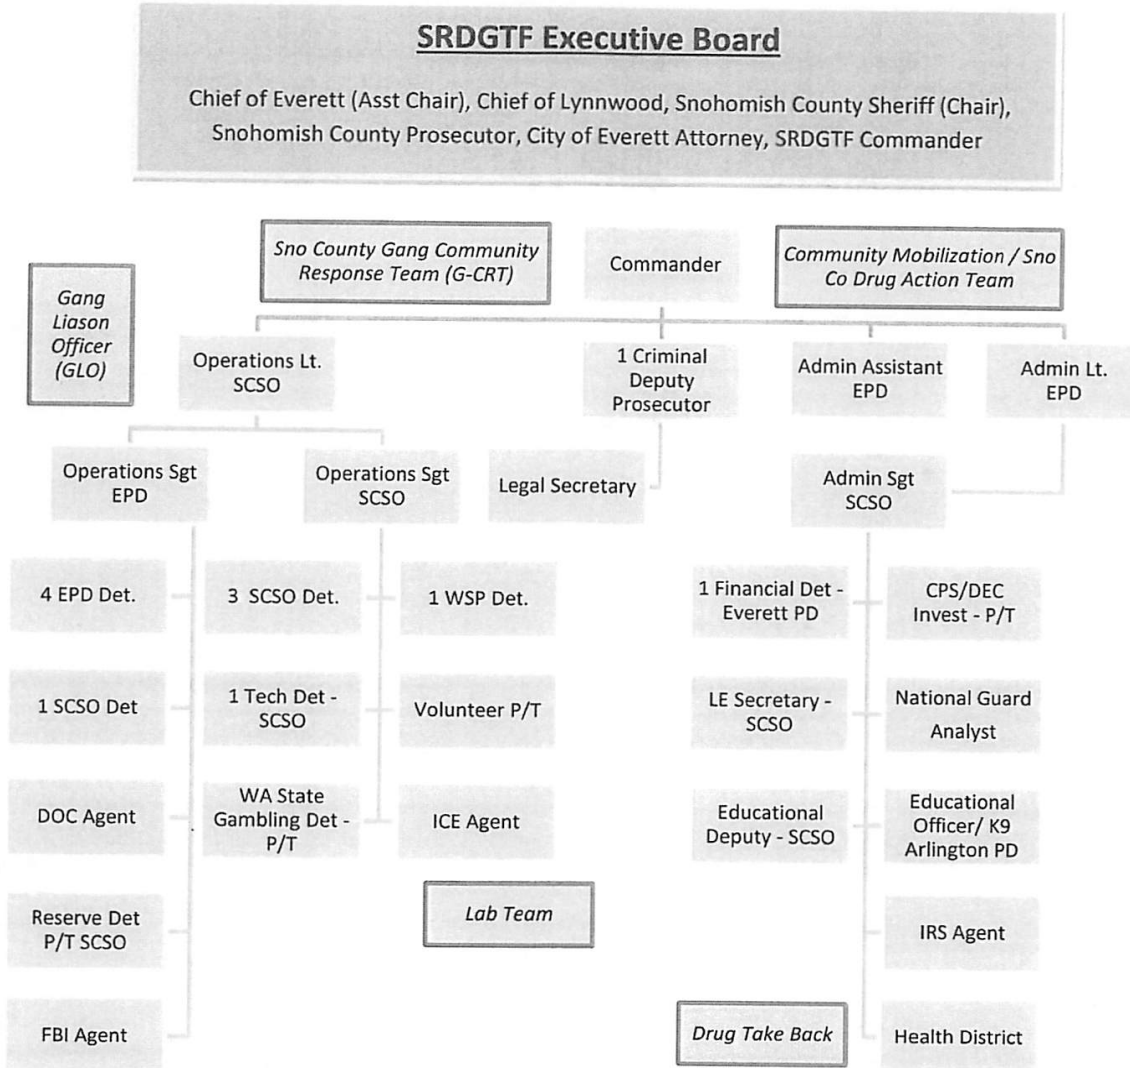 SRDGTF Executive Board
Chief of Everett (Asst Chair), Chief of Lynnwood, Snohomish County Sheriff (Chair),
Snohomish County Prosecutor, City of Everett Attorney, SRDGTF Commander
Sno County Gang Community
Response Team (G-CRT)
Commander
Community Mobilization / Sno
Co Drug Action Team
Gang
Liason
Officer
(GLO)
Operations Lt.
SCSO
1 Criminal
Deputy
Prosecutor
Admin Assistant
EPD
Admin Lt.
EPD
Operations Sgt
EPD
Operations Sgt
SCSO
Legal Secretary
Admin Sgt
SCSO
4 EPD Det.
3 SCSO Det.
1 WSP Det.
1 Financial Det -
Everett PD
CPS/DEC
Invest - P/T
1 SCSO Det
1 Tech Det -
SCSO
Volunteer P/T
LE Secretary -
SCSO
National Guard
Analyst
DOC Agent
WA State
Gambling Det -
P/T
ICE Agent
Educational
Deputy - SCSO
Educational
Officer/ K9
Arlington PD
Reserve Det
P/T SCSO
Lab Team
IRS Agent
FBI Agent
Drug Take Back
Health District